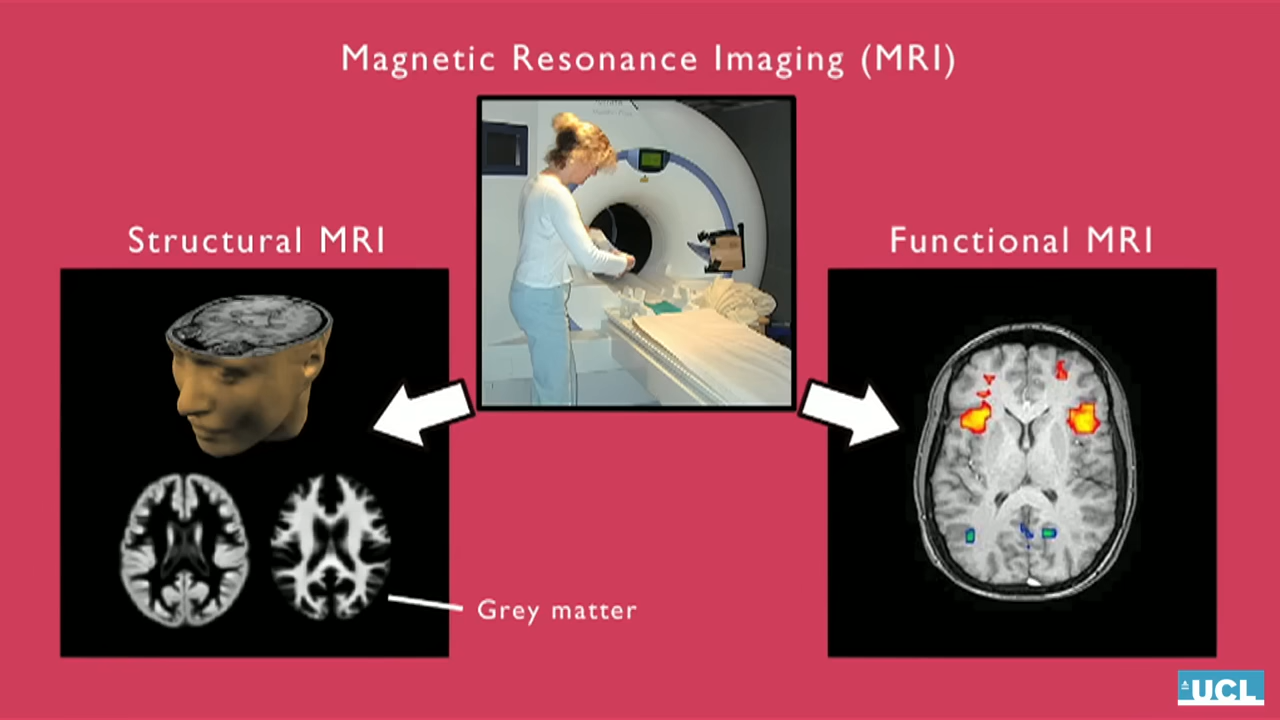 Magnetic Resonance Imaging (MRI)
Structural MRI
Functional MRI
Grey matter
UCL